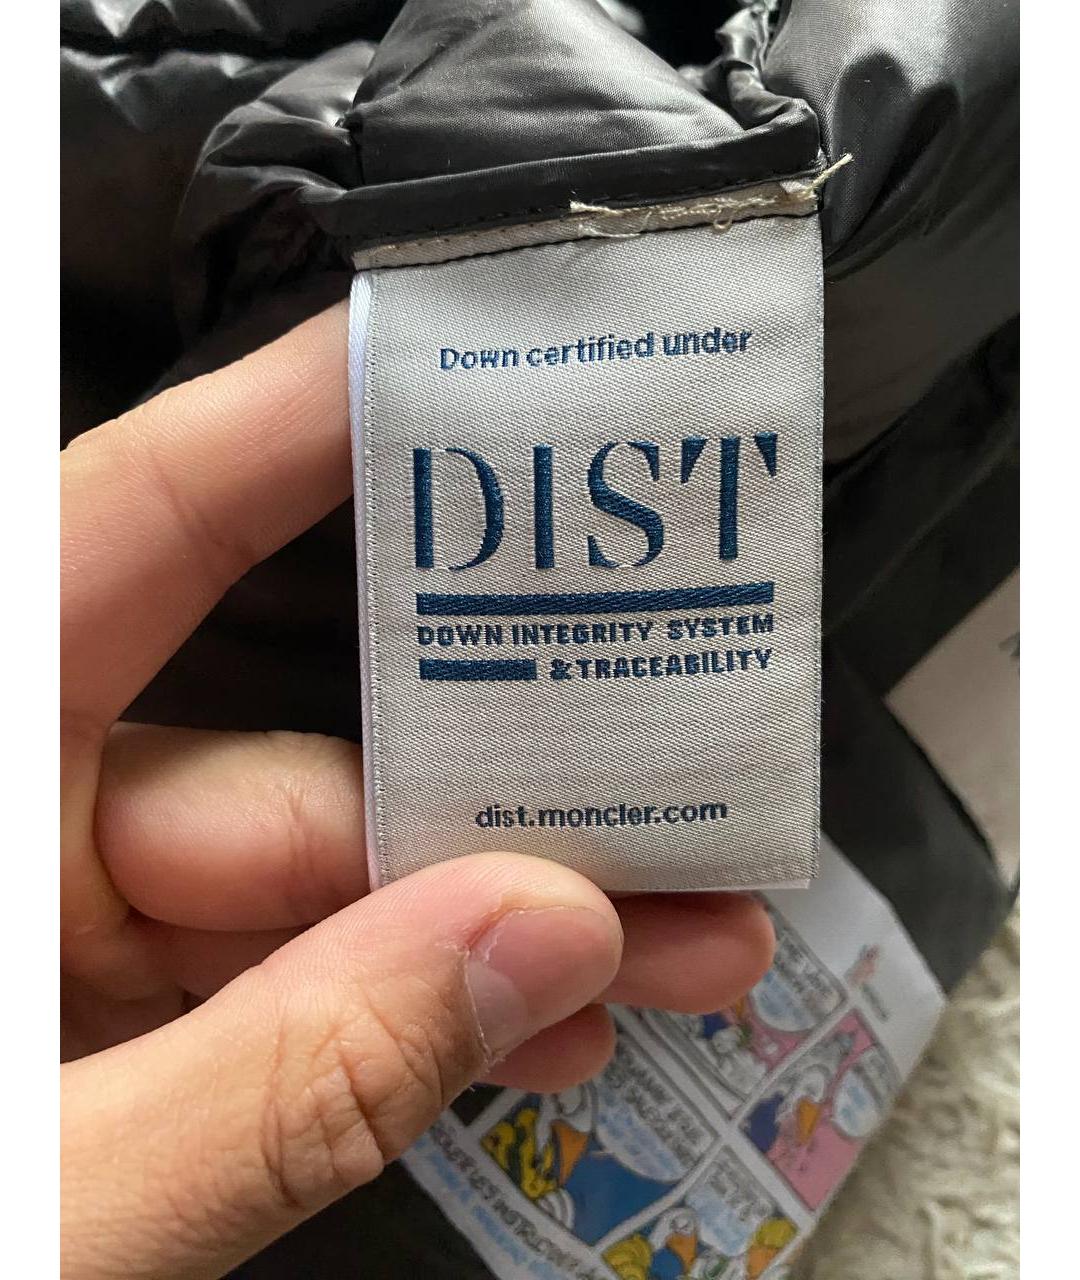 Down certified under
DIST
DOWN INTEGRITY SYSTEM
& TRACEABILITY
dist.moncler.com